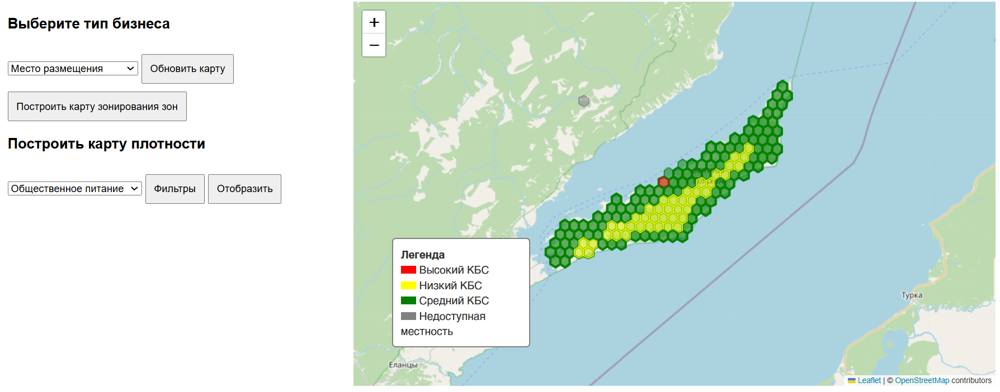 Выберите тип бизнеса
Место размещения
Обновить карту
Построить карту зонирования зон
Построить карту плотности
Общественное питание
Фильтры
Отобразить
+
−
Легенда
Высокий КБС
Низкий КБС
Средний КБС
Недоступная
местность
Еланцы
Турка
Leaflet | © OpenStreetMap contributors